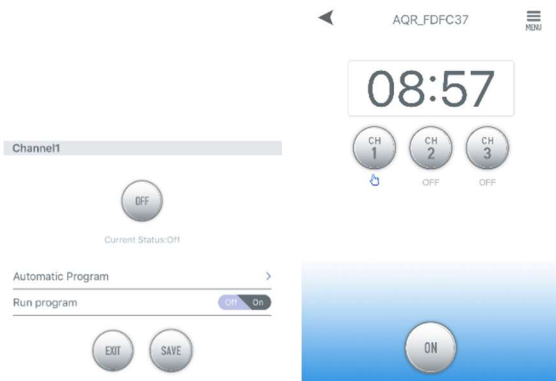 Channel1
OFF
Current Status:Off
Automatic Program
Run program Off On
EXIT SAVE
AQR_FDFC37
MENU
08:57
CH 1 CH 2 CH 3
OFF OFF
ON